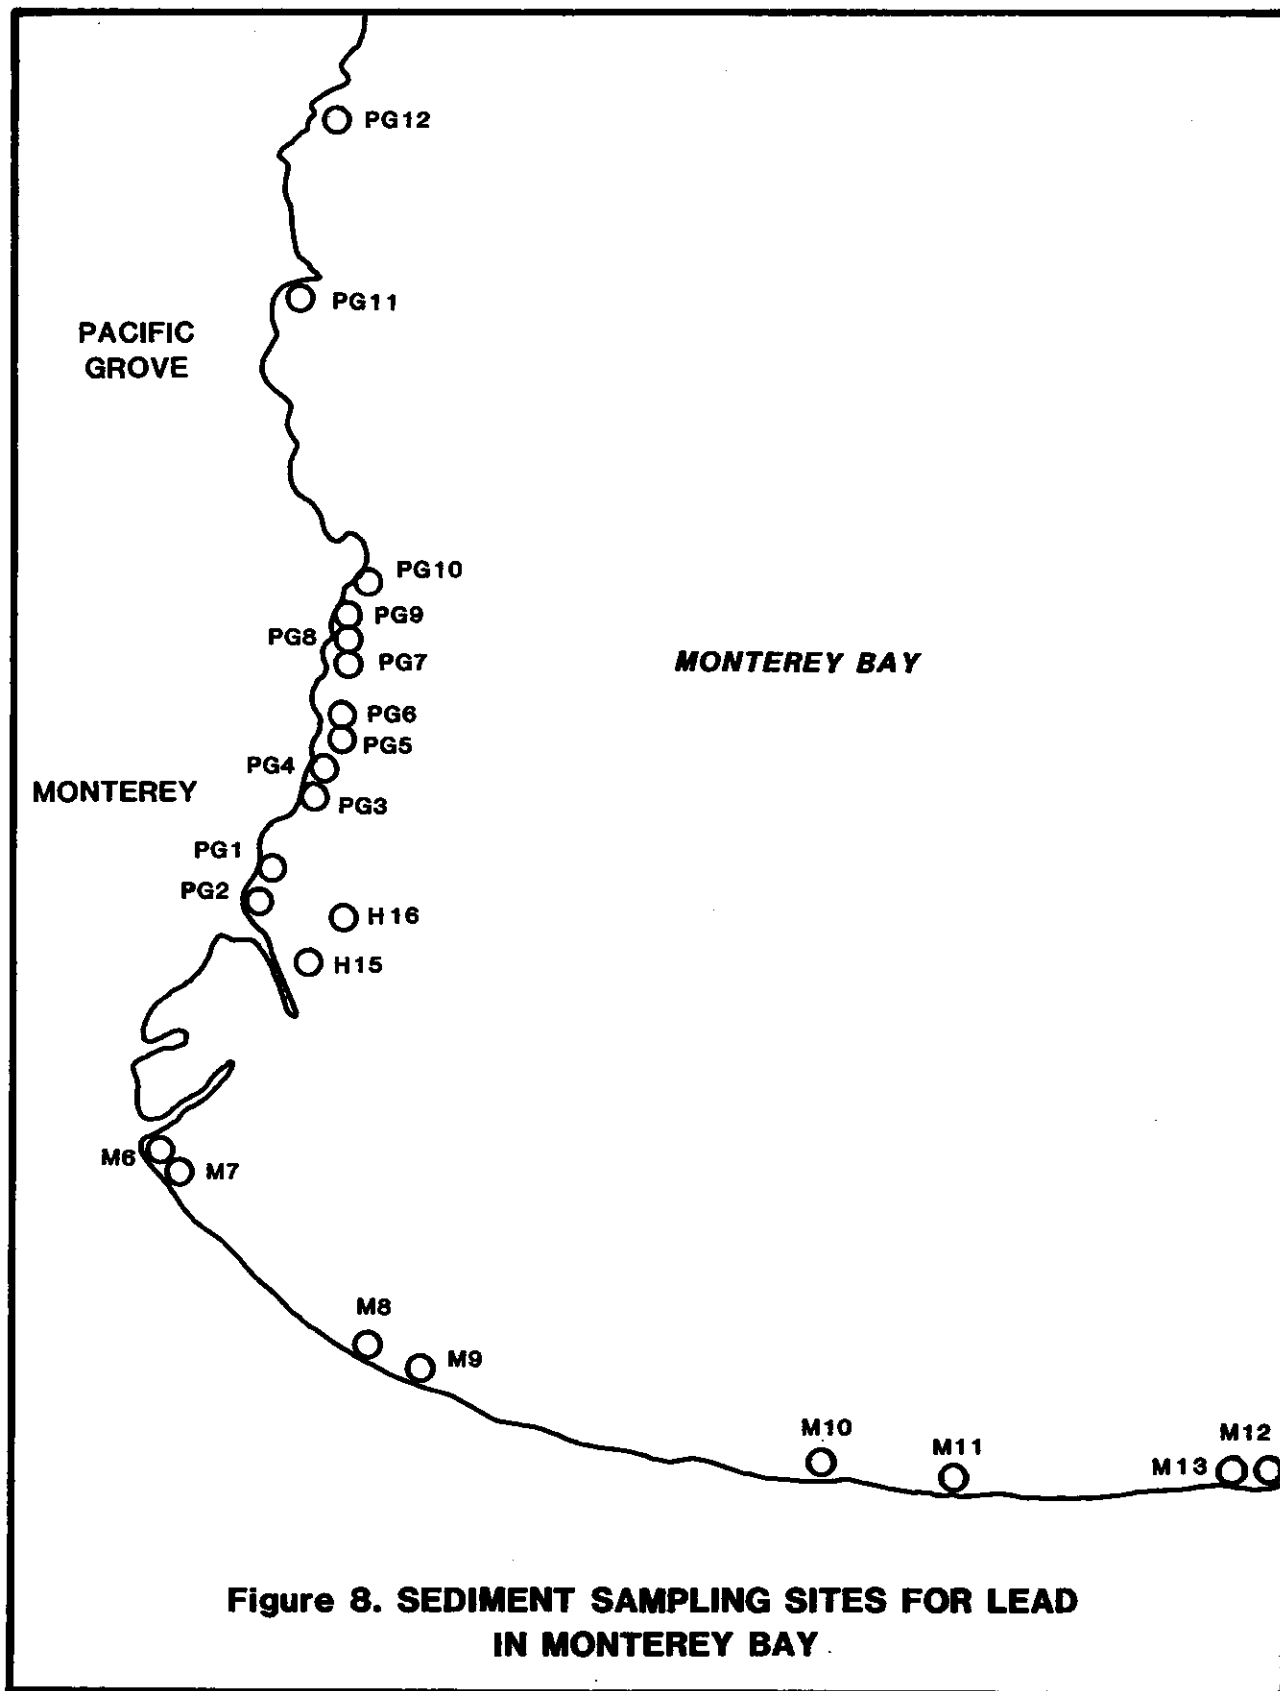 PG12
PG11
PACIFIC
GROVE
PG10
PG9
PG8
PG7
MONTEREY BAY
PG6
PG5
PG4
MONTEREY
PG3
PG1
PG2
H16
H15
M6
M7
M8
M9
M10
M11
M12
M13
Figure 8. SEDIMENT SAMPLING SITES FOR LEAD
IN MONTEREY BAY